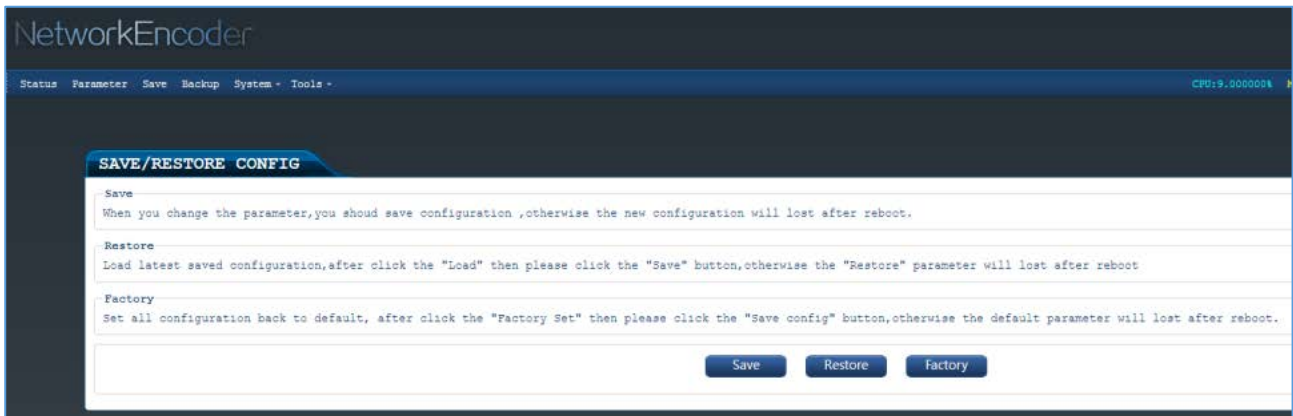 NetworkEncoder
Status Parameter Save Backup System - Tools - CPU:9.000000%
SAVE/RESTORE CONFIG
Save
When you change the parameter,you shoud save configuration ,otherwise the new configuration will lost after reboot.
Restore
Load latest saved configuration,after click the "Load" then please click the "Save" button,otherwise the "Restore" parameter will lost after reboot
Factory
Set all configuration back to default, after click the "Factory Set" then please click the "Save config" button,otherwise the default parameter will lost after reboot.
Save Restore Factory